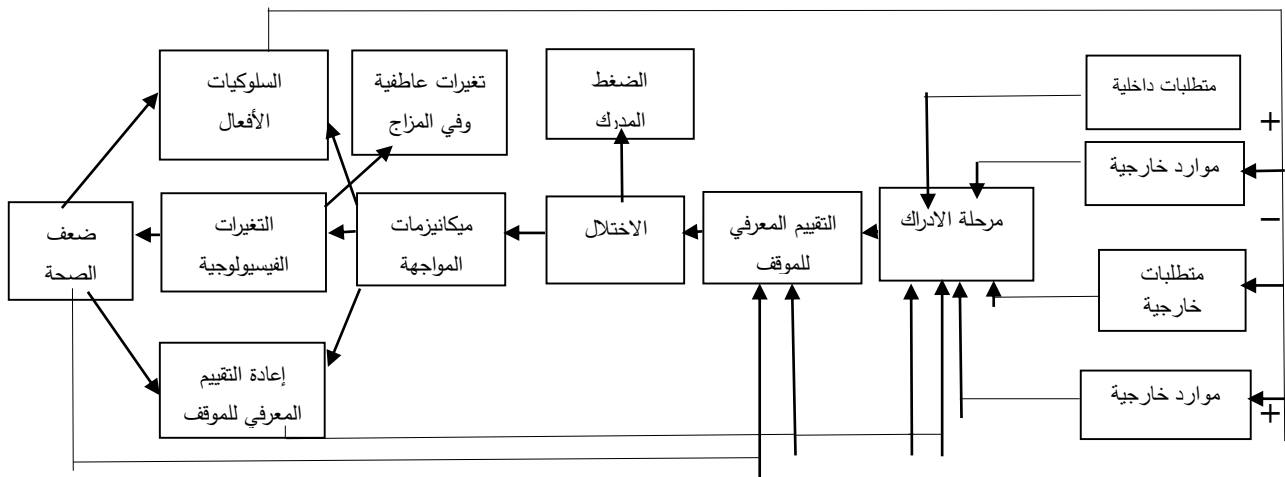 متطلبات داخلية
+
موارد خارجية
−
متطلبات
خارجية
موارد خارجية
+
مرحلة الادراك
التقييم المعرفي
للموقف
الضغط
المدرك
الاختلال
ميكانيزمات
المواجهة
تغيرات عاطفية
وفي المزاج
السلوكيات
الأفعال
التغيرات
الفيسيولوجية
إعادة التقييم
المعرفي للموقف
ضعف
الصحة